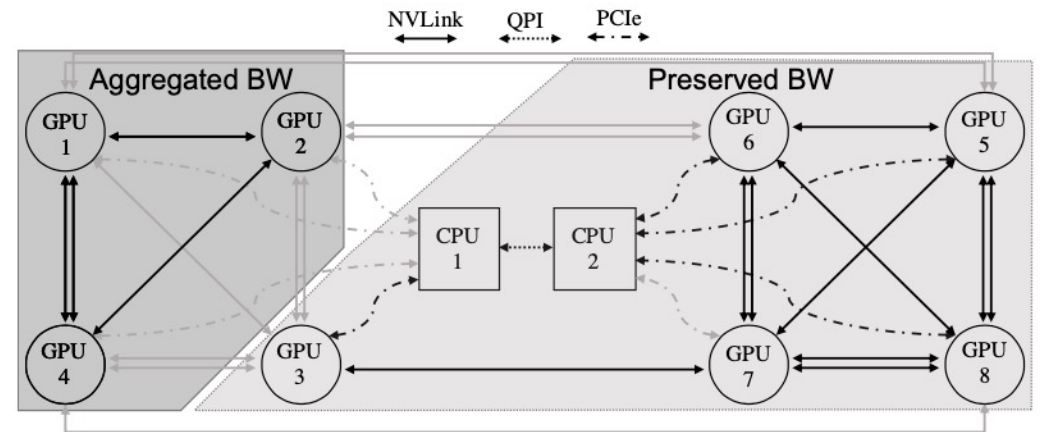 NVLink QPI PCIe
Aggregated BW Preserved BW
GPU 1
GPU 2
GPU 6
GPU 5
CPU 1
CPU 2
GPU 4
GPU 3
GPU 7
GPU 8